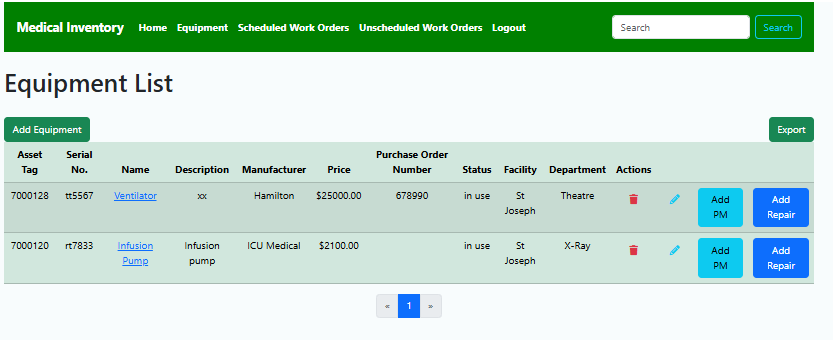 Medical Inventory Home Equipment Scheduled Work Orders Unscheduled Work Orders Logout Search Search
Equipment List
Add Equipment Export
Asset Tag Serial No. Name Description Manufacturer Price Purchase Order Number Status Facility Department Actions
7000128 tt5567 Ventilator xx Hamilton $25000.00 678990 in use St Joseph Theatre Add PM Add Repair
7000120 rt7833 Infusion Pump Infusion pump ICU Medical $2100.00 in use St Joseph X-Ray Add PM Add Repair
« 1 »